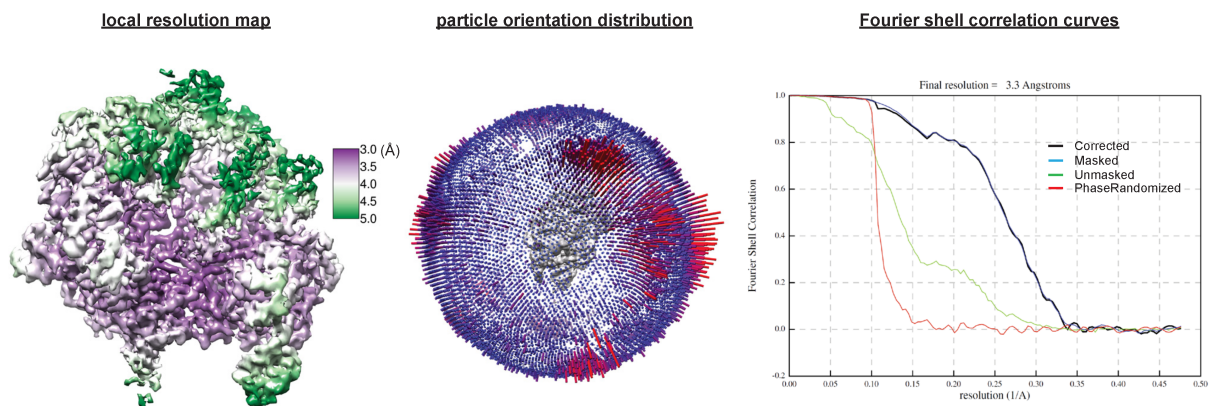 local resolution map
particle orientation distribution
Fourier shell correlation curves
3.0 (Å)
3.5
4.0
4.5
5.0
Final resolution = 3.3 Angstroms
1.0
0.8
0.6
0.4
0.2
0.0
-0.2
Fourier Shell Correlation
Corrected
Masked
Unmasked
PhaseRandomized
0.00 0.05 0.10 0.15 0.20 0.25 0.30 0.35 0.40 0.45 0.50
resolution (1/A)